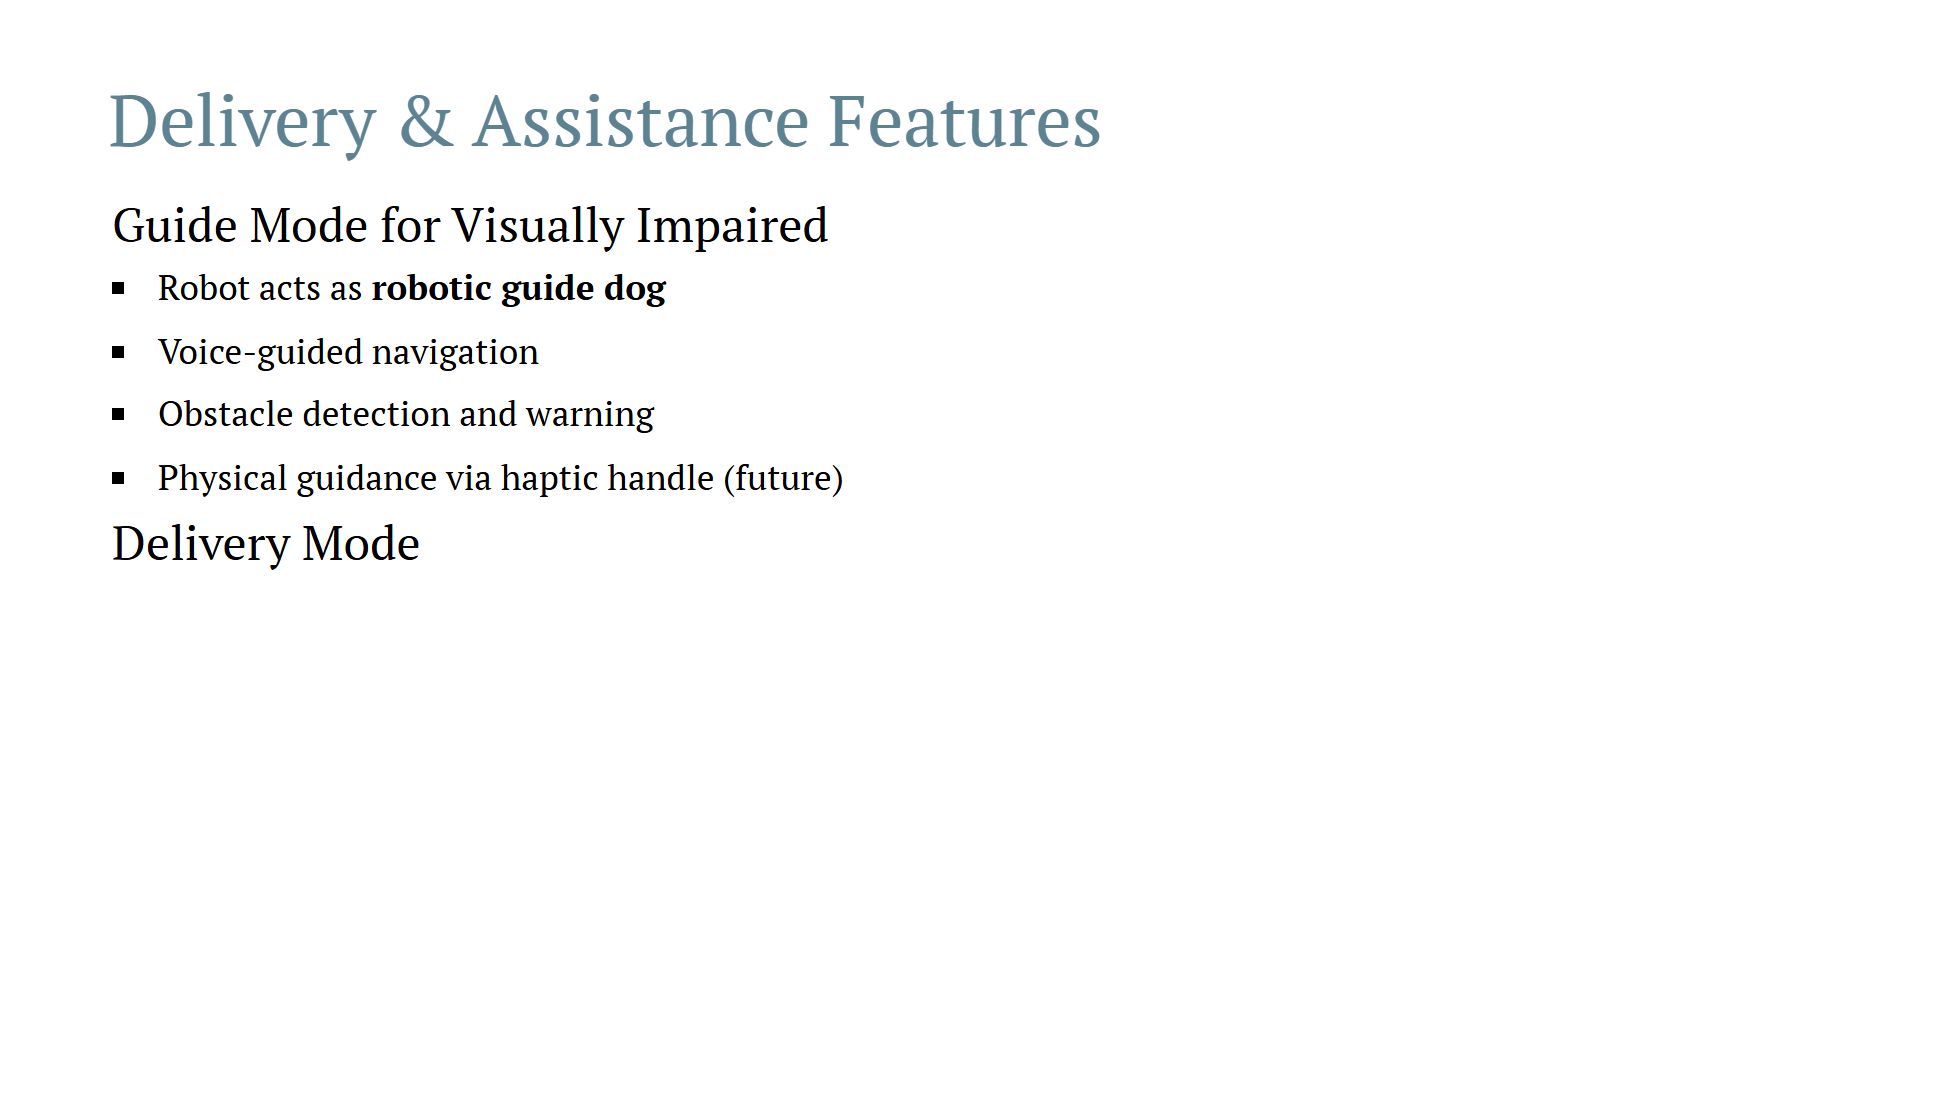 Delivery & Assistance Features
Guide Mode for Visually Impaired
▪ Robot acts as robotic guide dog
▪ Voice-guided navigation
▪ Obstacle detection and warning
▪ Physical guidance via haptic handle (future)
Delivery Mode